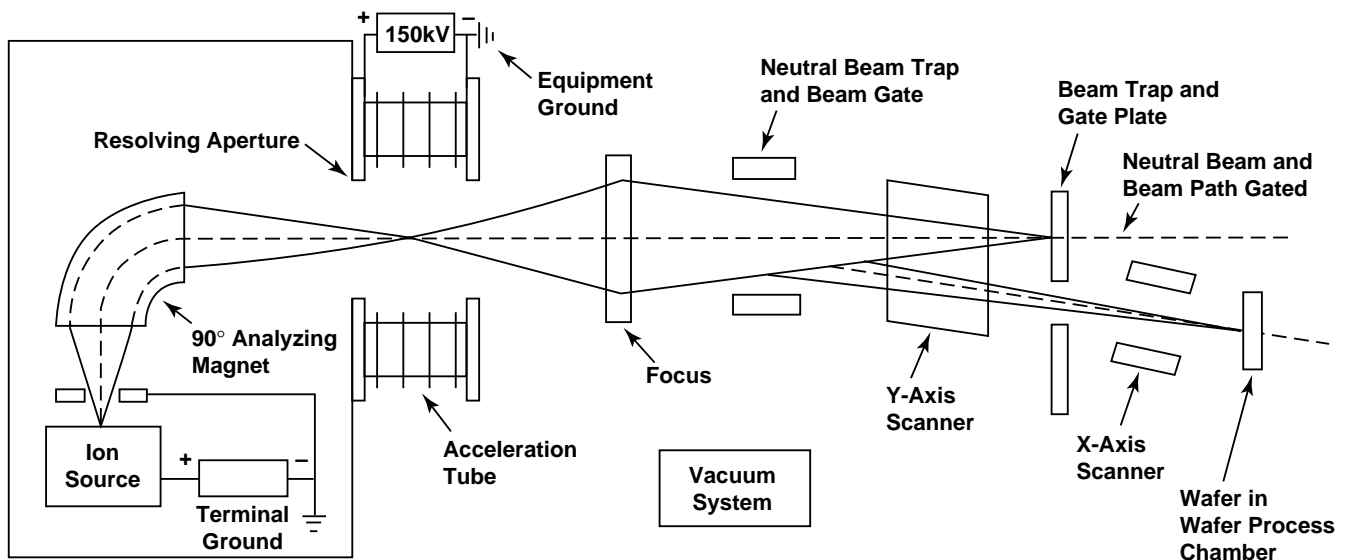 +
150kV
−
Equipment
Ground
Neutral Beam Trap
and Beam Gate
Beam Trap and
Gate Plate
Neutral Beam and
Beam Path Gated
Resolving Aperture
90° Analyzing
Magnet
Focus
Y-Axis
Scanner
X-Axis
Scanner
Wafer in
Wafer Process
Chamber
Acceleration
Tube
Vacuum
System
Ion
Source
+
−
Terminal
Ground